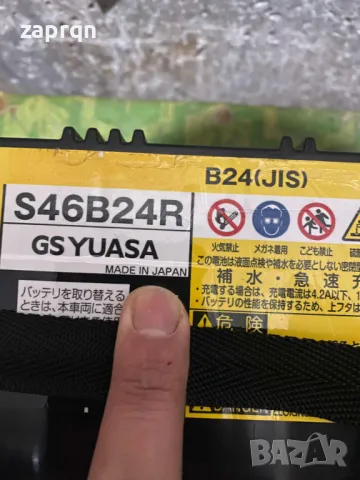 zaprqn
B24(JIS)
S46B24R
GS YUASA
MADE IN JAPAN
火気禁止 メガネ着用 こども禁止
この電池は液面点検や補水を必要としない密閉
補水・急速充
・充電する場合は、充電電流は4.2A以下、
・バッテリの性能を保持するため、上フタは
バッテリを取り替える
ときは、本車両に適合
危険
BAZAR